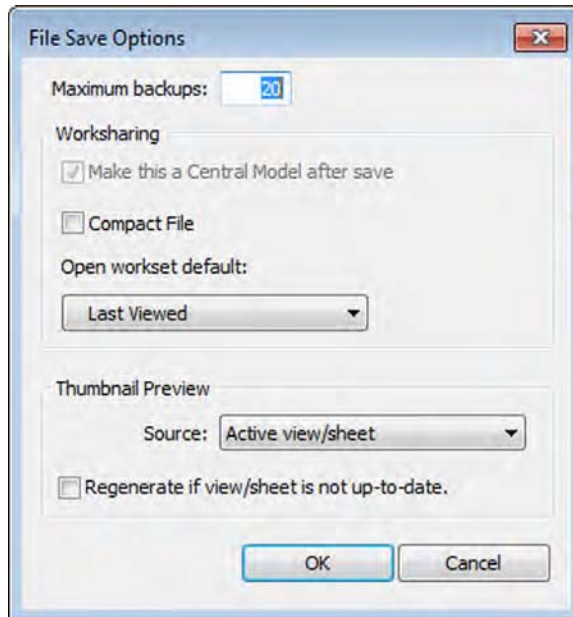 File Save Options
Maximum backups: 20
Worksharing
Make this a Central Model after save
Compact File
Open workset default:
Last Viewed
Thumbnail Preview
Source: Active view/sheet
Regenerate if view/sheet is not up-to-date.
OK Cancel